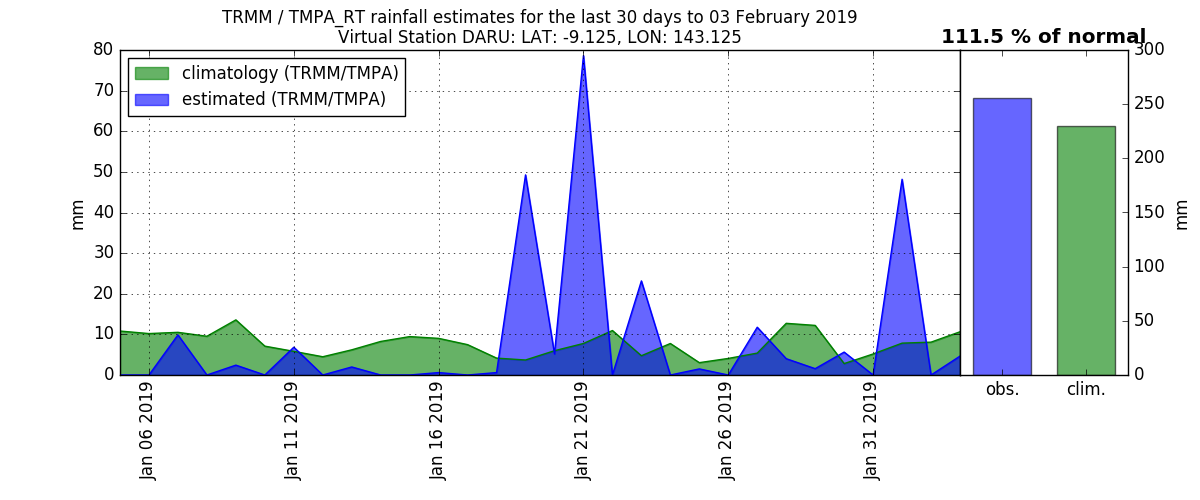 TRMM / TMPA_RT rainfall estimates for the last 30 days to 03 February 2019
Virtual Station DARU: LAT: -9.125, LON: 143.125
111.5 % of normal
climatology (TRMM/TMPA)
estimated (TRMM/TMPA)
80
70
60
50
40
30
20
10
0
mm
Jan 06 2019
Jan 11 2019
Jan 16 2019
Jan 21 2019
Jan 26 2019
Jan 31 2019
obs.
clim.
300
250
200
150
100
50
0
mm